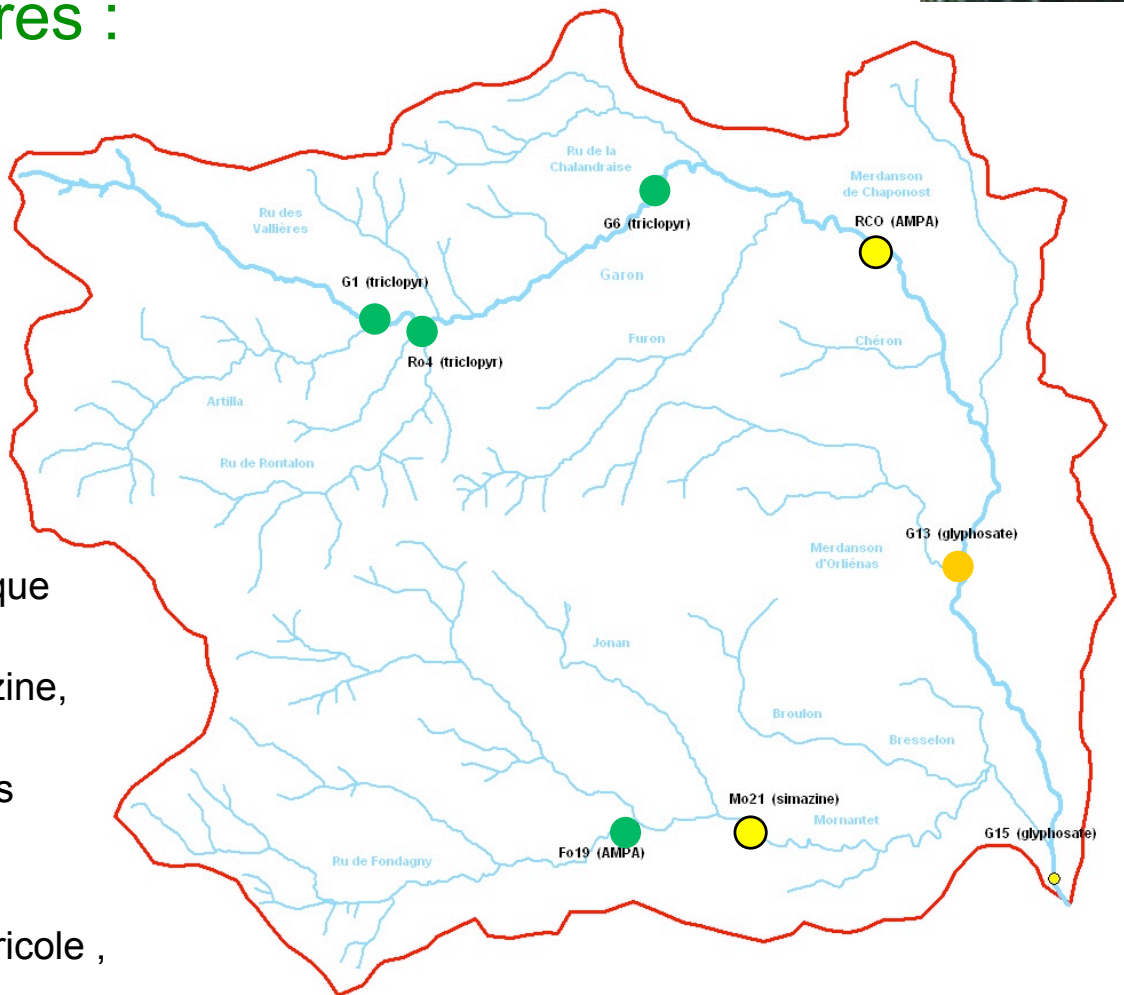 res :
Ru de la
Chalandraise
Merdanson
de Chaponost
Ru des
Vallières
G6 (triclopyr)
RCO (AMPA)
G1 (triclopyr)
Garon
Furon
Chéron
Ro4 (triclopyr)
Artilla
Ru de Rontalon
G13 (glyphosate)
Merdanson
d'Orliénas
que
Jonan
zine,
Broulon
Bresselon
s
Mo21 (simazine)
Mornantet
G15 (glyphosate)
Fo19 (AMPA)
Ru de Fondagny
ricole ,